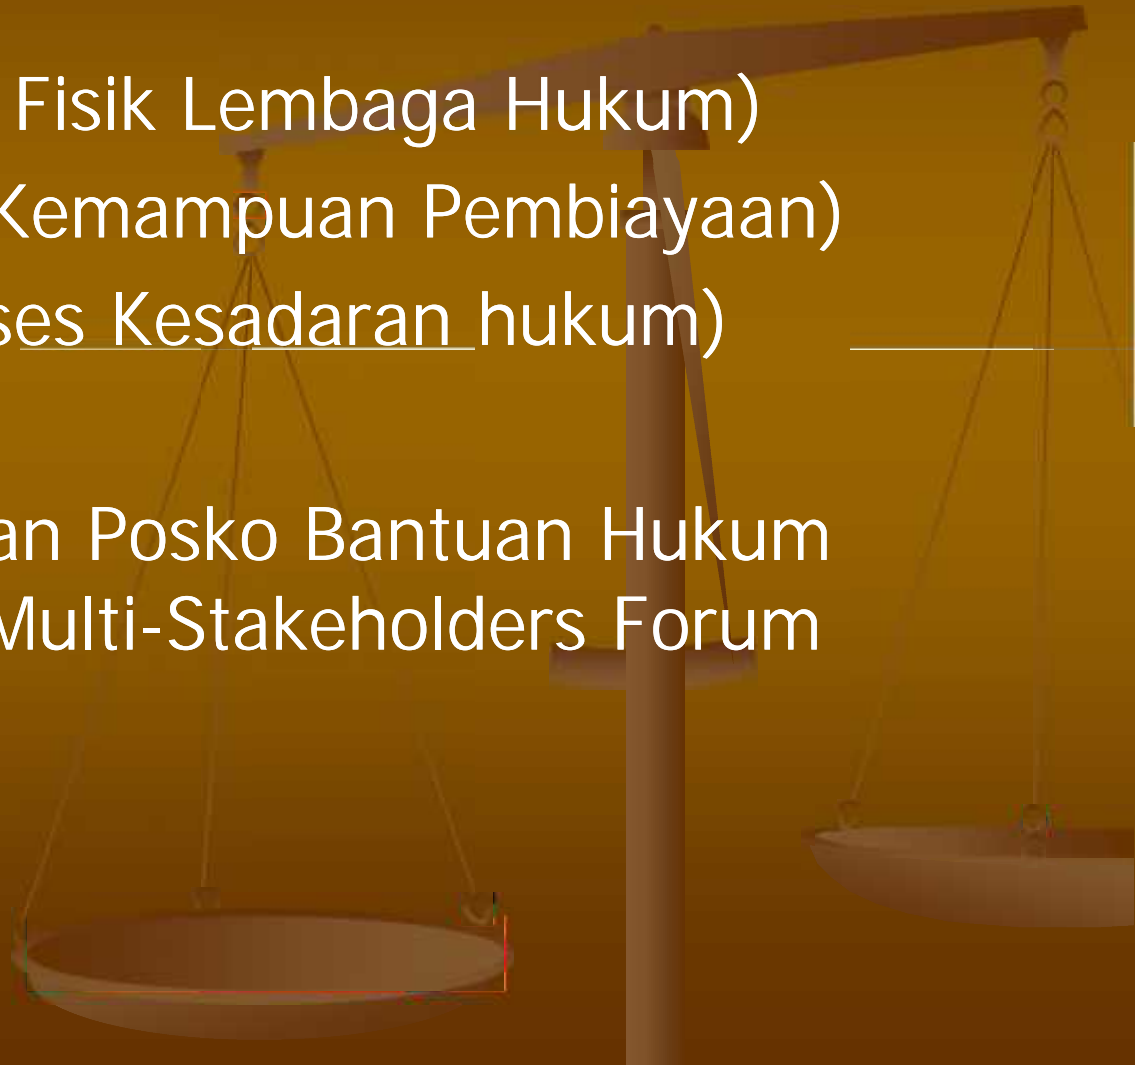 Fisik Lembaga Hukum)
Kemampuan Pembiayaan)
ses Kesadaran hukum)
an Posko Bantuan Hukum
Multi-Stakeholders Forum